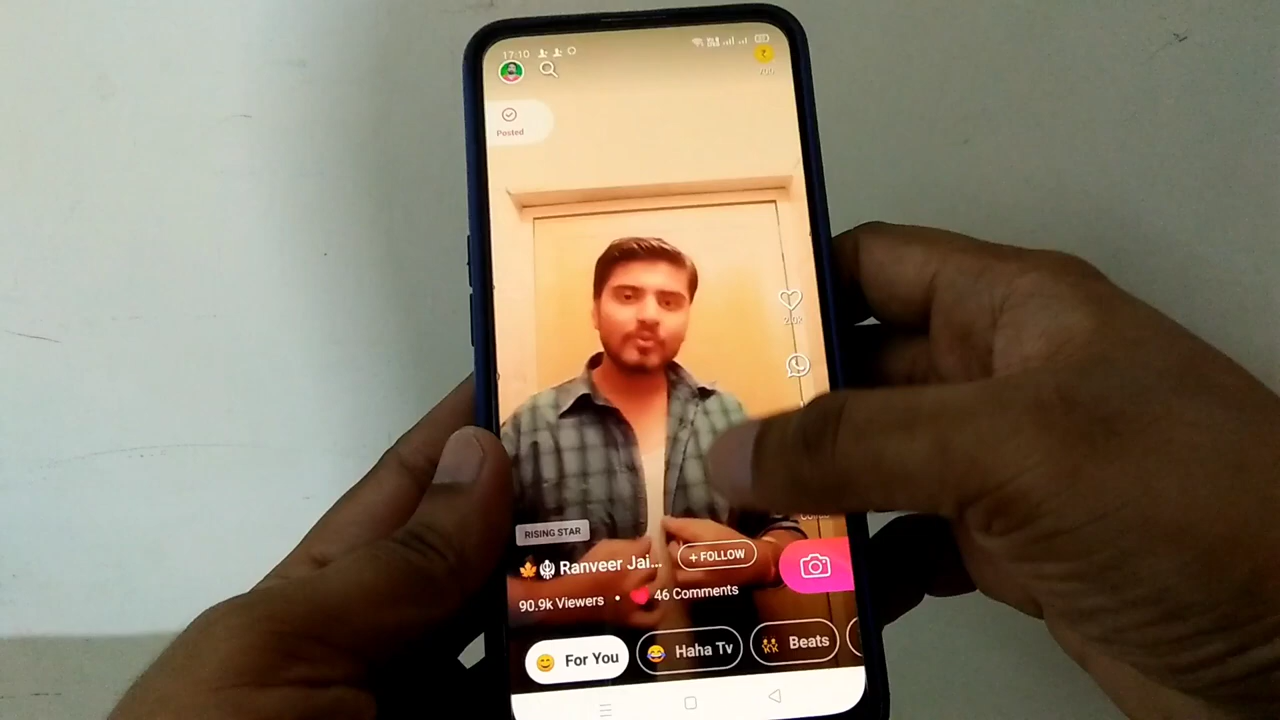 17:10
Posted
RISING STAR
Ranveer Jai...
+ FOLLOW
90.9k Viewers • 46 Comments
For You
Haha Tv
Beats